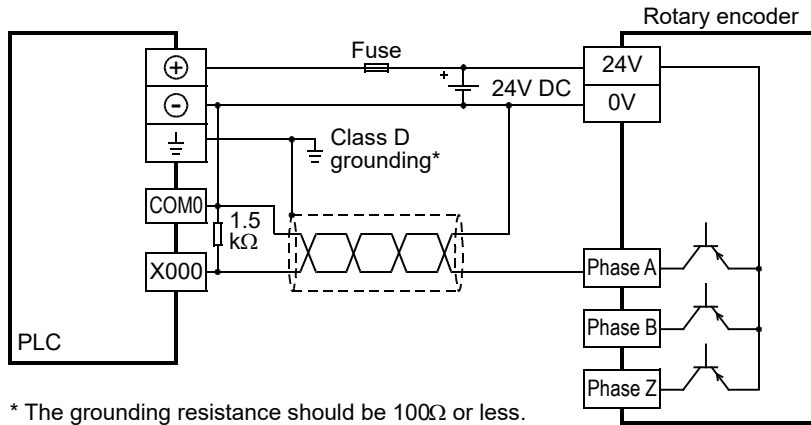 Rotary encoder
Fuse
+
24V DC
24V
0V
+
-
Class D
grounding*
COM0
1.5
kΩ
X000
Phase A
Phase B
Phase Z
PLC
* The grounding resistance should be 100Ω or less.